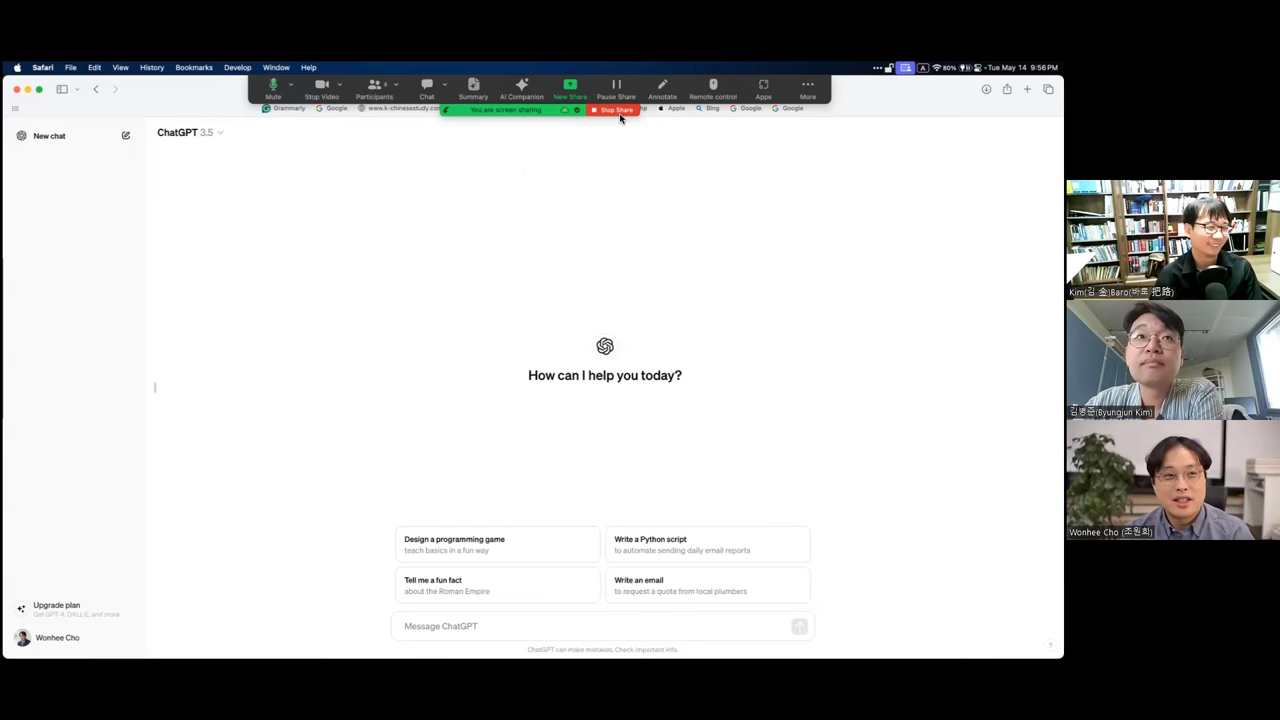 Safari File Edit View History Bookmarks Develop Window Help
A 80% Tue May 14 9:56 PM
Mute Stop Video Participants 4 Chat Summary AI Companion New Share Pause Share Annotate Remote control Apps More
Grammarly Google www.k-chinesestudy.con Apple Bing Google Google
You are screen sharing Stop Share
New chat
ChatGPT 3.5
How can I help you today?
Design a programming game
teach basics in a fun way
Write a Python script
to automate sending daily email reports
Tell me a fun fact
about the Roman Empire
Write an email
to request a quote from local plumbers
Upgrade plan
Get GPT-4, DALL·E, and more
Wonhee Cho
Message ChatGPT
ChatGPT can make mistakes. Check important info.
?
Kim(김 金)Baro(바로 把路)
김병준(Byungjun Kim)
Wonhee Cho (조원희)